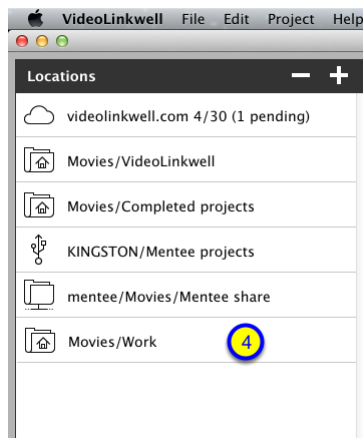 VideoLinkwell File Edit Project Help
Locations
videolinkwell.com 4/30 (1 pending)
Movies/VideoLinkwell
Movies/Completed projects
KINGSTON/Mentee projects
mentee/Movies/Mentee share
Movies/Work 4